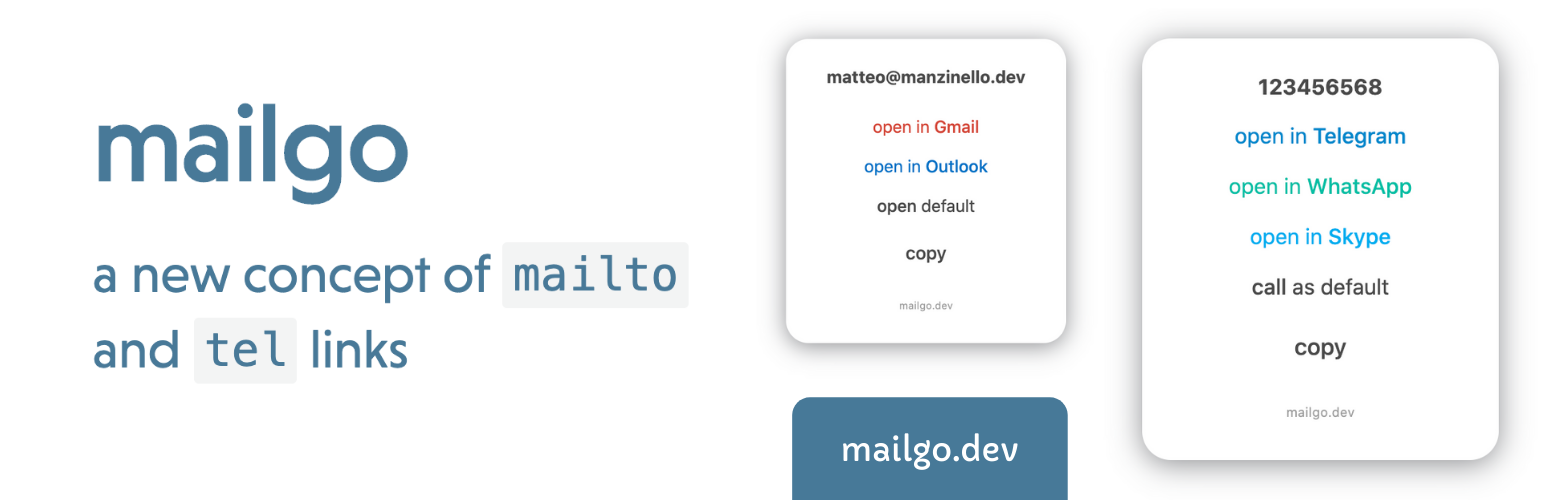 mailgo
a new concept of mailto
and tel links
matteo@manzinello.dev
open in Gmail
open in Outlook
open default
copy
mailgo.dev
mailgo.dev
123456568
open in Telegram
open in WhatsApp
open in Skype
call as default
copy
mailgo.dev